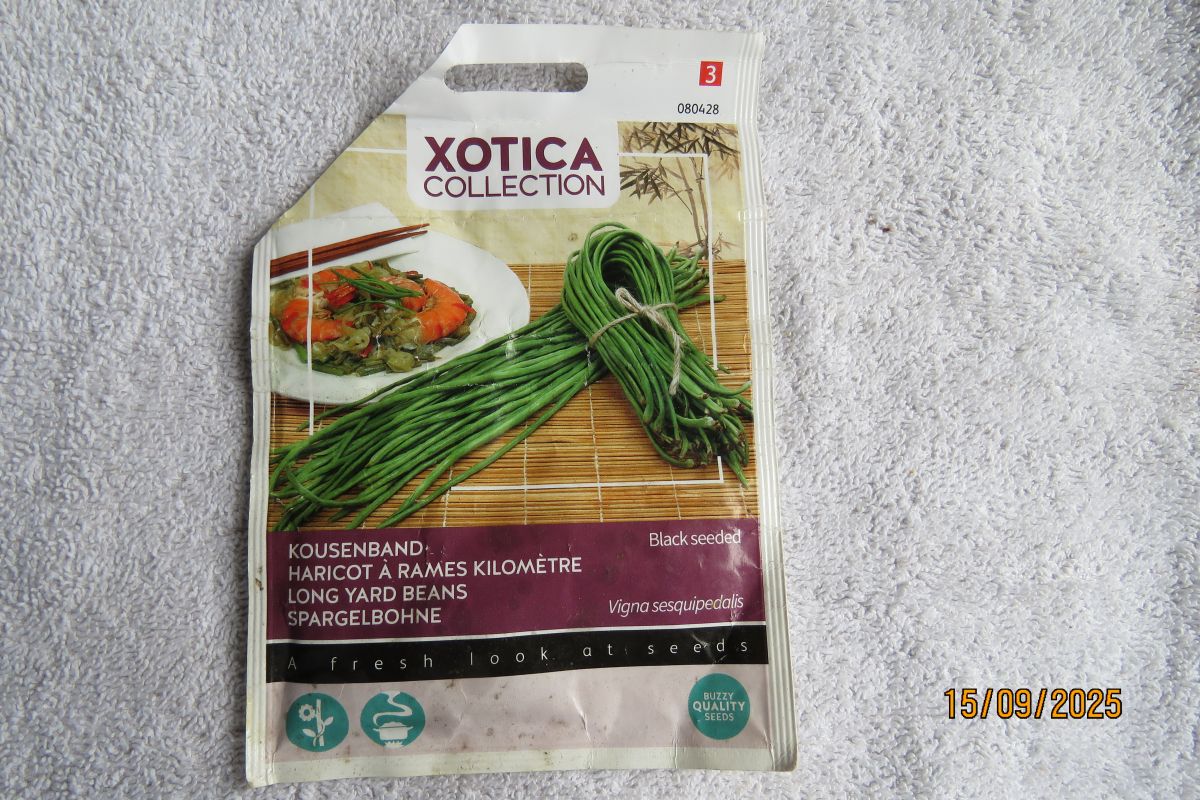 3
080428
XOTICA
COLLECTION
KOUSENBAND
HARICOT À RAMES KILOMÈTRE
LONG YARD BEANS
SPARGELBOHNE
Black seeded
Vigna sesquipedalis
A fresh look at seeds
BUZZY
QUALITY
SEEDS
15/09/2025